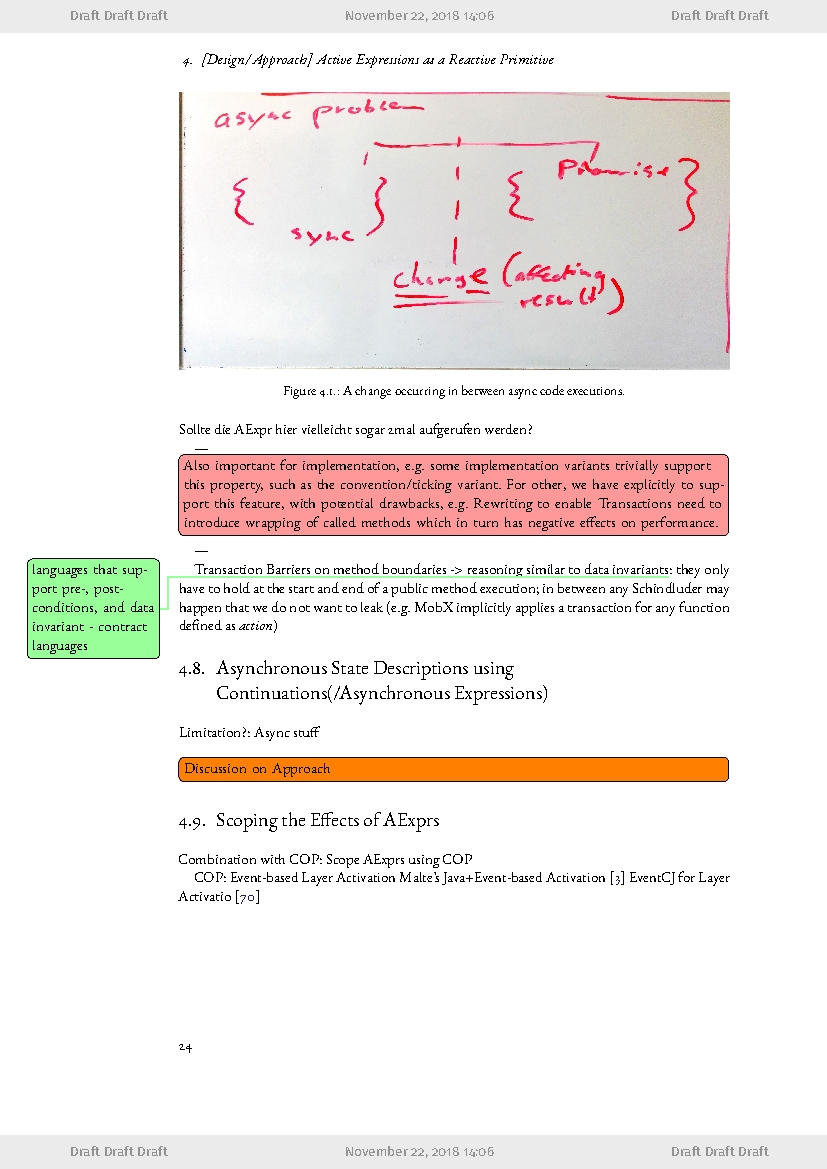 Draft Draft Draft November 22, 2018 14:06 Draft Draft Draft
4. [Design/Approach] Active Expressions as a Reactive Primitive
async problem
{ } { Promise }
sync
change (affecting
result)
Figure 4.1.: A change occurring in between async code executions.
Sollte die AExpr hier vielleicht sogar 2mal aufgerufen werden?
—
Also important for implementation, e.g. some implementation variants trivially support
this property, such as the convention/ticking variant. For other, we have explicitly to sup-
port this feature, with potential drawbacks, e.g. Rewriting to enable Transactions need to
introduce wrapping of called methods which in turn has negative effects on performance.
—
languages that sup-
port pre-, post-
conditions, and data
invariant - contract
languages
Transaction Barriers on method boundaries -> reasoning similar to data invariants: they only
have to hold at the start and end of a public method execution; in between any Schindluder may
happen that we do not want to leak (e.g. MobX implicitly applies a transaction for any function
defined as action)
4.8. Asynchronous State Descriptions using
Continuations(/Asynchronous Expressions)
Limitation?: Async stuff
Discussion on Approach
4.9. Scoping the Effects of AExprs
Combination with COP: Scope AExprs using COP
COP: Event-based Layer Activation Malte's Java+Event-based Activation [3] EventCJ for Layer
Activatio [70]
24
Draft Draft Draft November 22, 2018 14:06 Draft Draft Draft